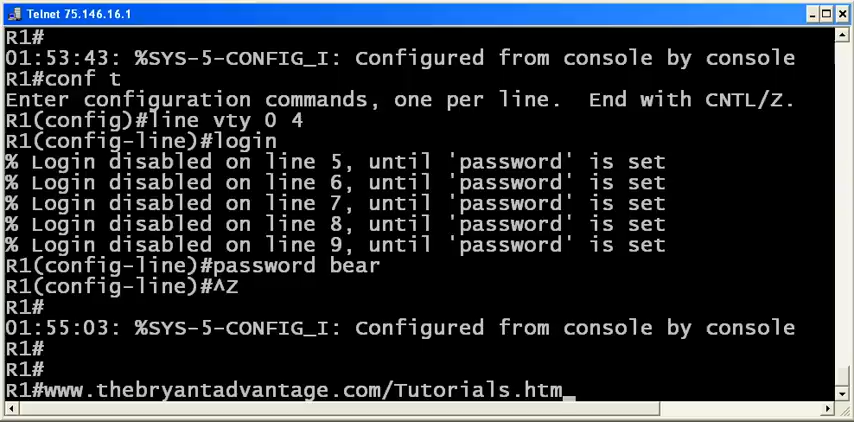 Telnet 75.146.16.1
R1#
01:53:43: %SYS-5-CONFIG_I: Configured from console by console
R1#conf t
Enter configuration commands, one per line.  End with CNTL/Z.
R1(config)#line vty 0 4
R1(config-line)#login
% Login disabled on line 5, until 'password' is set
% Login disabled on line 6, until 'password' is set
% Login disabled on line 7, until 'password' is set
% Login disabled on line 8, until 'password' is set
% Login disabled on line 9, until 'password' is set
R1(config-line)#password bear
R1(config-line)#^Z
R1#
01:55:03: %SYS-5-CONFIG_I: Configured from console by console
R1#
R1#
R1#www.thebryantadvantage.com/Tutorials.htm_